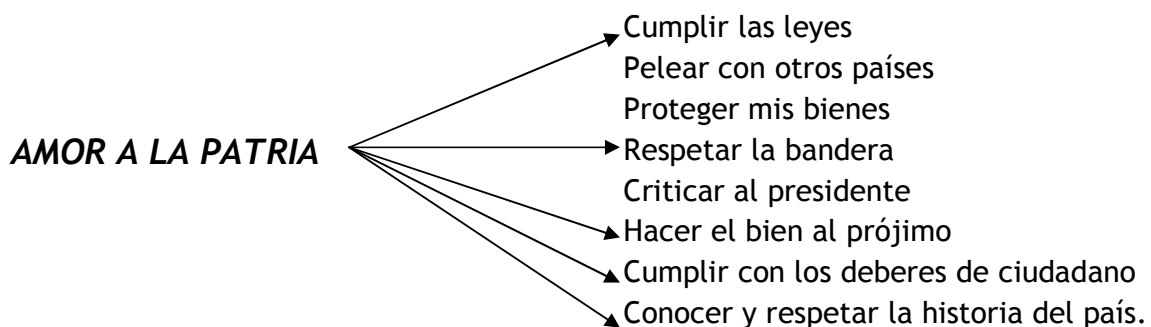 Cumplir las leyes
Pelear con otros países
Proteger mis bienes
AMOR A LA PATRIA
Respetar la bandera
Criticar al presidente
Hacer el bien al prójimo
Cumplir con los deberes de ciudadano
Conocer y respetar la historia del país.